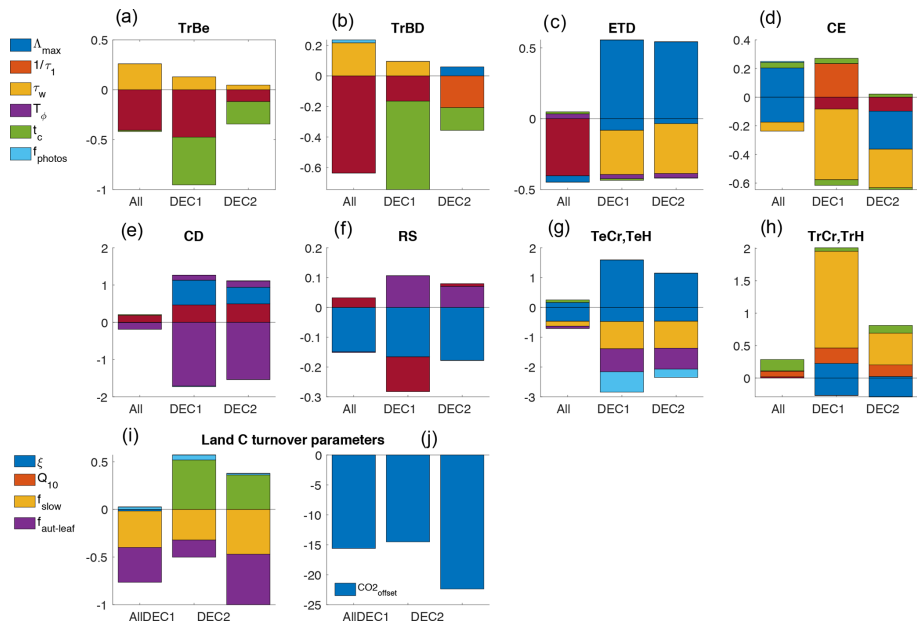 (a) TrBe
(b) TrBD
(c) ETD
(d) CE
Λmax
1/τ1
τw
Tϕ
tc
fphotos
0.5
0
-0.5
-1
All DEC1 DEC2
0.2
0
-0.2
-0.4
-0.6
All DEC1 DEC2
0.5
0
-0.5
All DEC1 DEC2
0.4
0.2
0
-0.2
-0.4
-0.6
All DEC1 DEC2
(e) CD
(f) RS
(g) TeCr,TeH
(h) TrCr,TrH
2
1
0
-1
-2
All DEC1 DEC2
0.2
0.1
0
-0.1
-0.2
-0.3
All DEC1 DEC2
2
1
0
-1
-2
-3
All DEC1 DEC2
2
1.5
1
0.5
0
All DEC1 DEC2
(i) Land C turnover parameters (j)
ξ
Q10
fslow
faut-leaf
0.5
0
-0.5
-1
AllDEC1 DEC2
0
-5
-10
-15
-20
-25
CO2offset
AllDEC1 DEC2